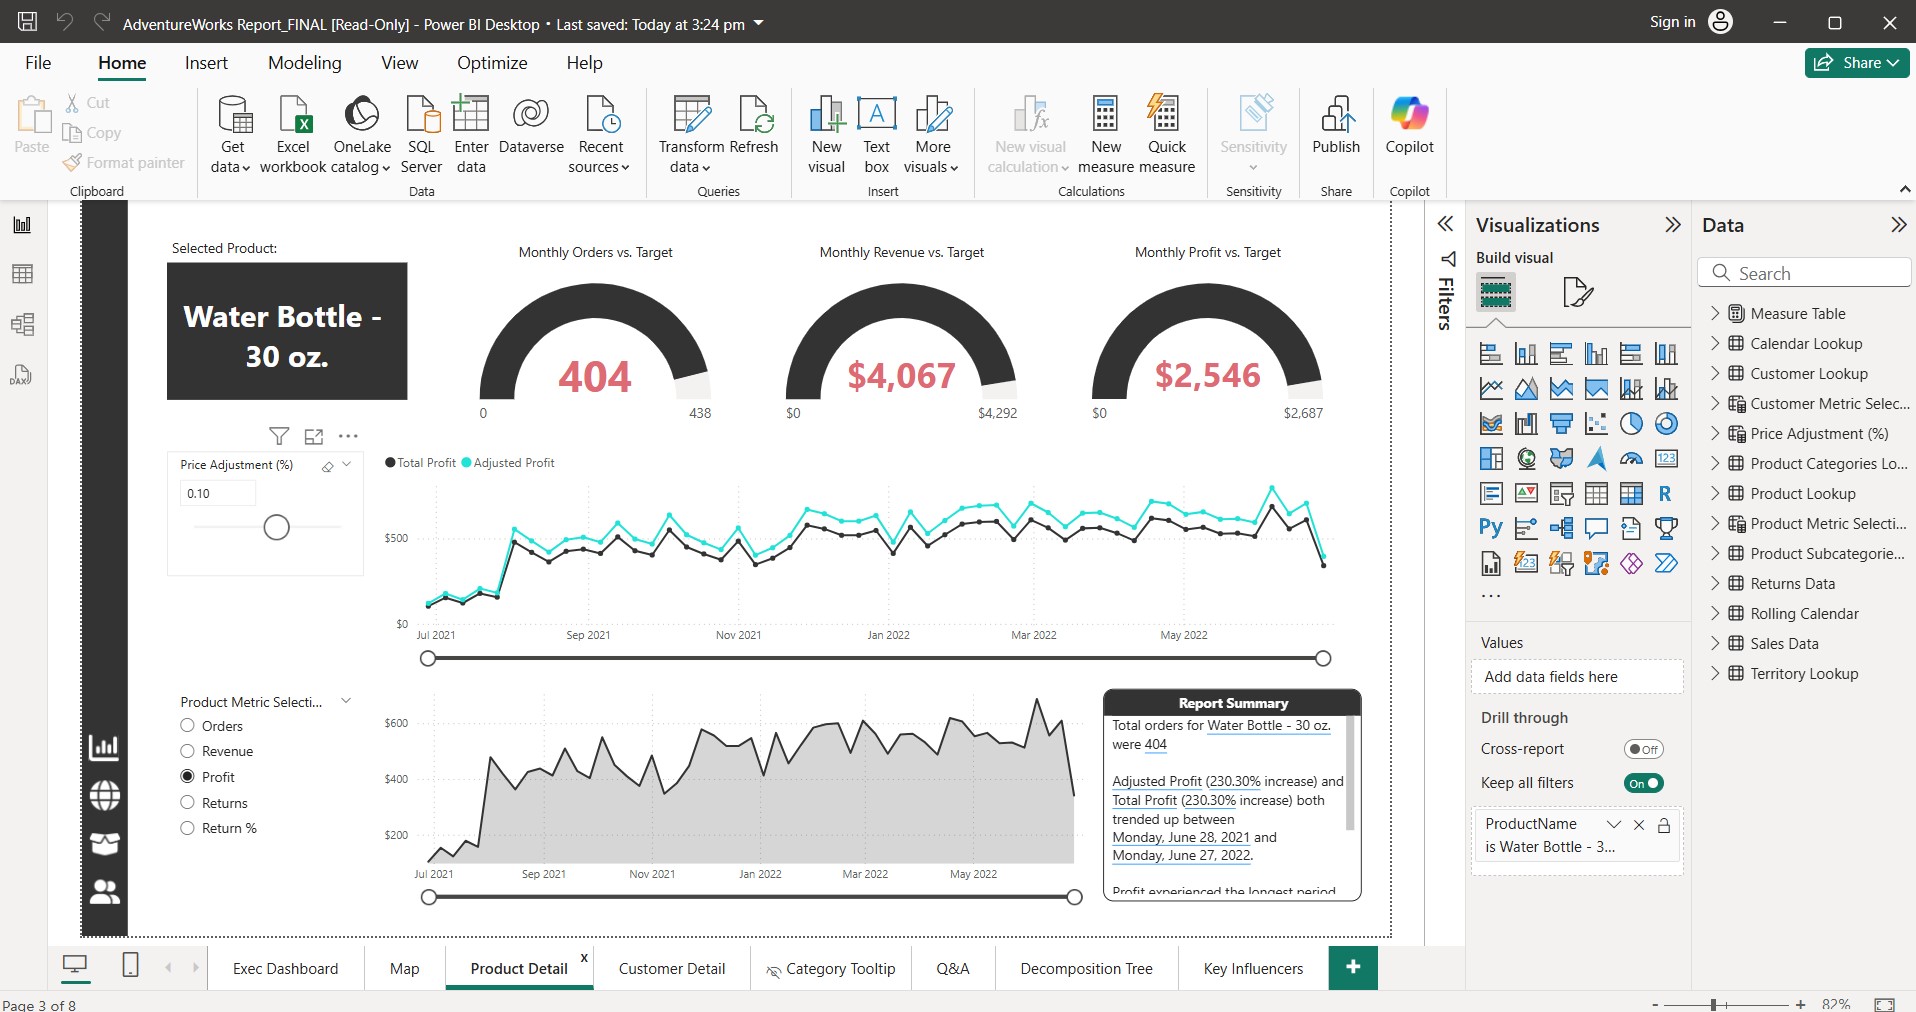 AdventureWorks Report_FINAL [Read-Only] - Power BI Desktop • Last saved: Today at 3:24 pm
Sign in
File Home Insert Modeling View Optimize Help
Share
Paste
Cut
Copy
Format painter
Clipboard
Get data
Excel workbook
OneLake catalog
SQL Server
Enter data
Dataverse
Recent sources
Data
Transform data
Refresh
Queries
New visual
Text box
More visuals
Insert
New visual calculation
New measure
Quick measure
Calculations
Sensitivity
Sensitivity
Publish
Share
Copilot
Copilot
Selected Product:
Water Bottle -
30 oz.
Monthly Orders vs. Target
404
0 438
Monthly Revenue vs. Target
$4,067
$0 $4,292
Monthly Profit vs. Target
$2,546
$0 $2,687
Price Adjustment (%)
0.10
Total Profit Adjusted Profit
$500
$0
Jul 2021 Sep 2021 Nov 2021 Jan 2022 Mar 2022 May 2022
Product Metric Selecti...
Orders
Revenue
Profit
Returns
Return %
$600
$400
$200
Jul 2021 Sep 2021 Nov 2021 Jan 2022 Mar 2022 May 2022
Report Summary
Total orders for Water Bottle - 30 oz.
were 404
Adjusted Profit (230.30% increase) and
Total Profit (230.30% increase) both
trended up between
Monday, June 28, 2021 and
Monday, June 27, 2022.
Profit experienced the longest period
Filters
Visualizations
Build visual
123
R
Py
123
...
Values
Add data fields here
Drill through
Cross-report
Off
Keep all filters
On
ProductName
is Water Bottle - 3...
Data
Search
Measure Table
Calendar Lookup
Customer Lookup
Customer Metric Selec...
Price Adjustment (%)
Product Categories Lo...
Product Lookup
Product Metric Selecti...
Product Subcategorie...
Returns Data
Rolling Calendar
Sales Data
Territory Lookup
DAX
Exec Dashboard Map Product Detail x Customer Detail Category Tooltip Q&A Decomposition Tree Key Influencers +
Page 3 of 8
- + 82%